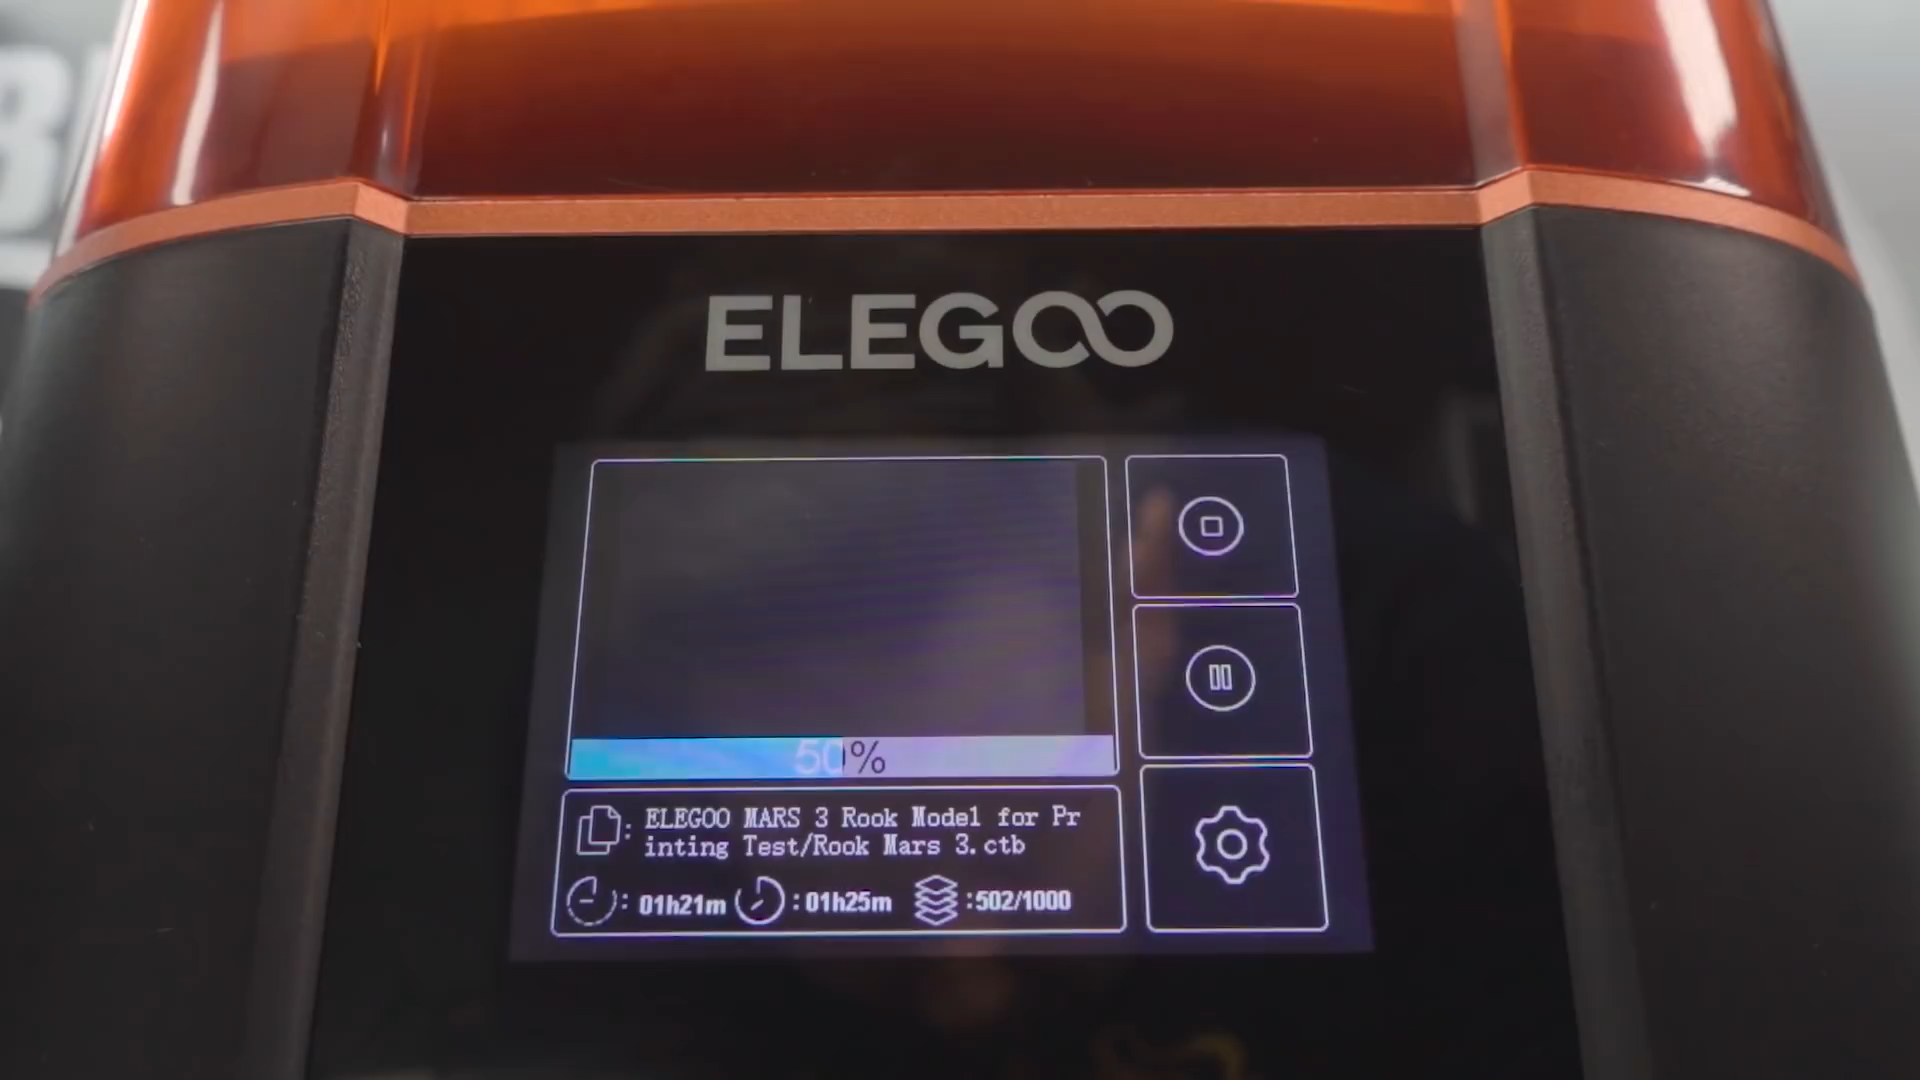 ELEGOO
50%
: ELEGOO MARS 3 Rook Model for Pr
inting Test/Rook Mars 3.ctb
: 01h21m : 01h25m : 502/1000